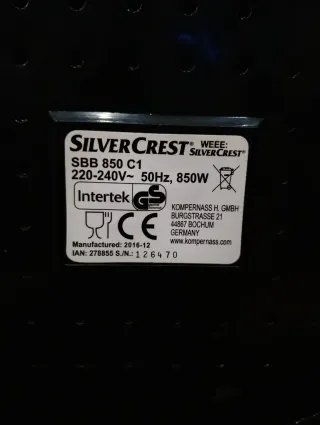 SILVERCREST® WEEE: SILVERCREST®
SBB 850 C1
220-240V~ 50Hz, 850W
Intertek GS
KOMPERNASS H. GMBH
BURGSTRASSE 21
44867 BOCHUM
GERMANY
www.kompernass.com
CE
Manufactured: 2016-12
IAN: 278855 S./N.: 126470